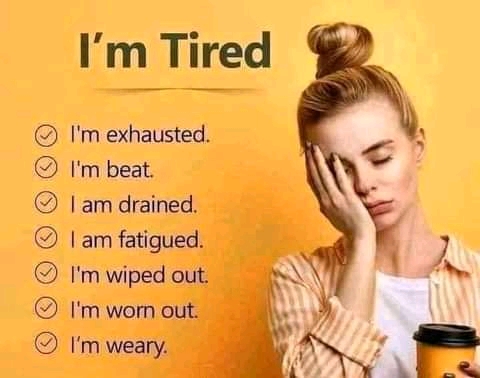 I'm Tired
I'm exhausted.
I'm beat.
I am drained.
I am fatigued.
I'm wiped out.
I'm worn out.
I'm weary.